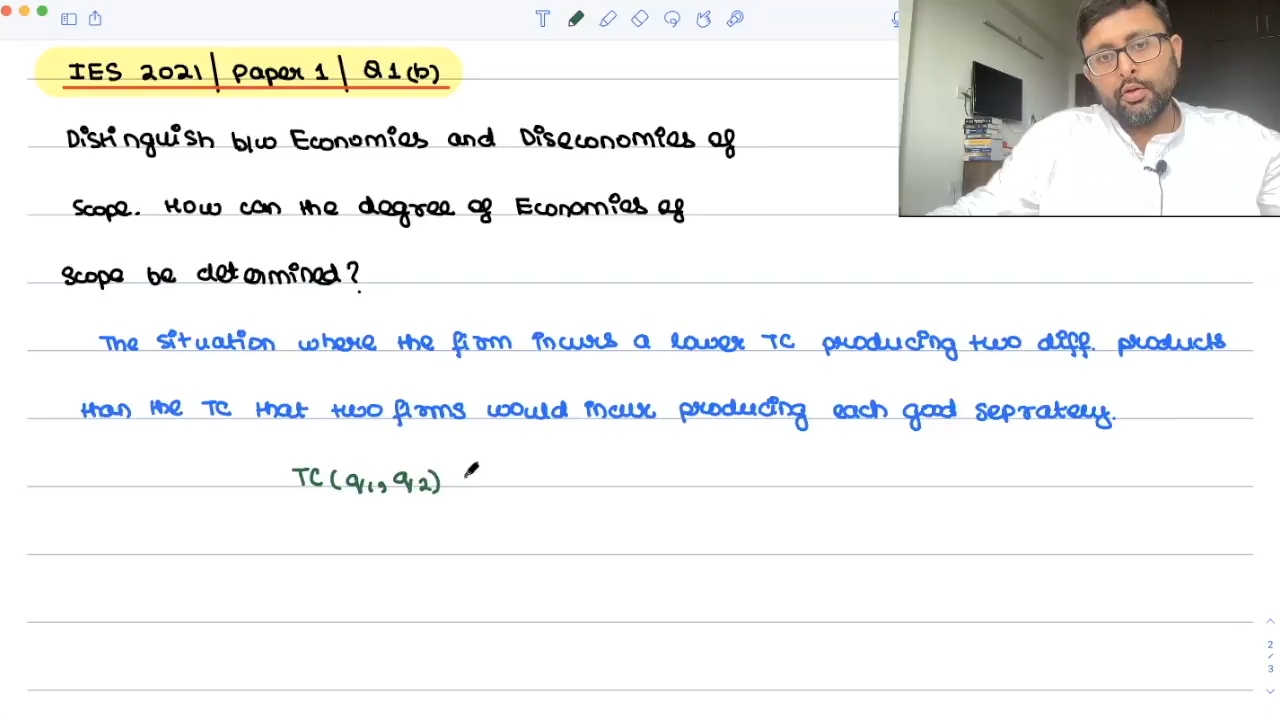 IES 2021 | Paper 1 | Q1(b)
Distinguish b/w Economies and Diseconomies of
Scope. How can the degree of Economies of
Scope be determined?
The situation where the firm incurs a lower TC producing two diff. products
than the TC that two firms would incur producing each good seprately.
TC(q1, q2)
2
/
3